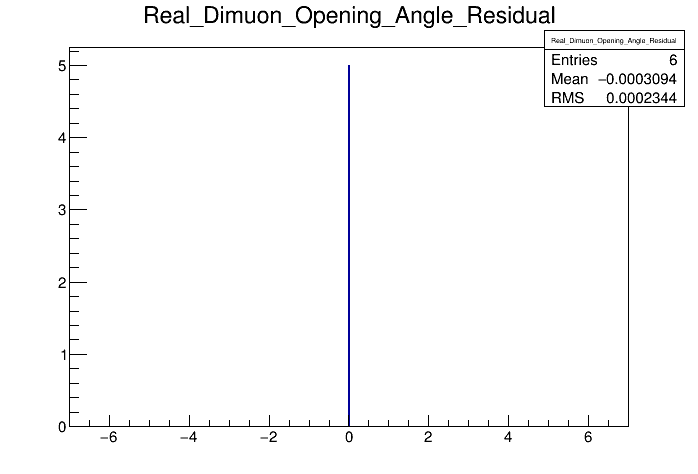 Real_Dimuon_Opening_Angle_Residual
Real_Dimuon_Opening_Angle_Residual
Entries 6
Mean −0.0003094
RMS 0.0002344
5
4
3
2
1
0
−6 −4 −2 0 2 4 6